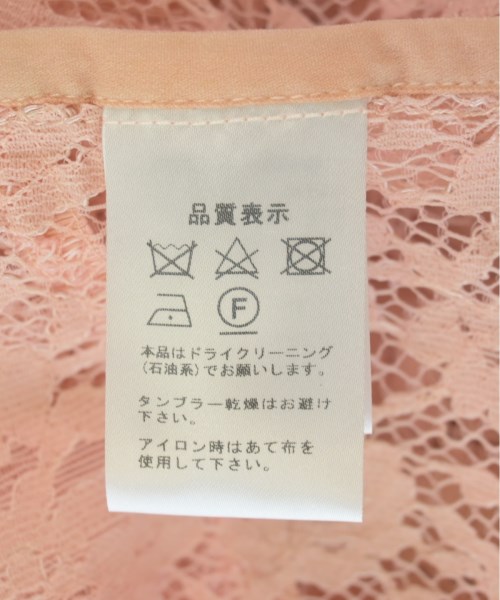 品質表示
F
本品はドライクリーニング
(石油系)でお願いします。
タンブラー乾燥はお避け
下さい。
アイロン時はあて布を
使用して下さい。